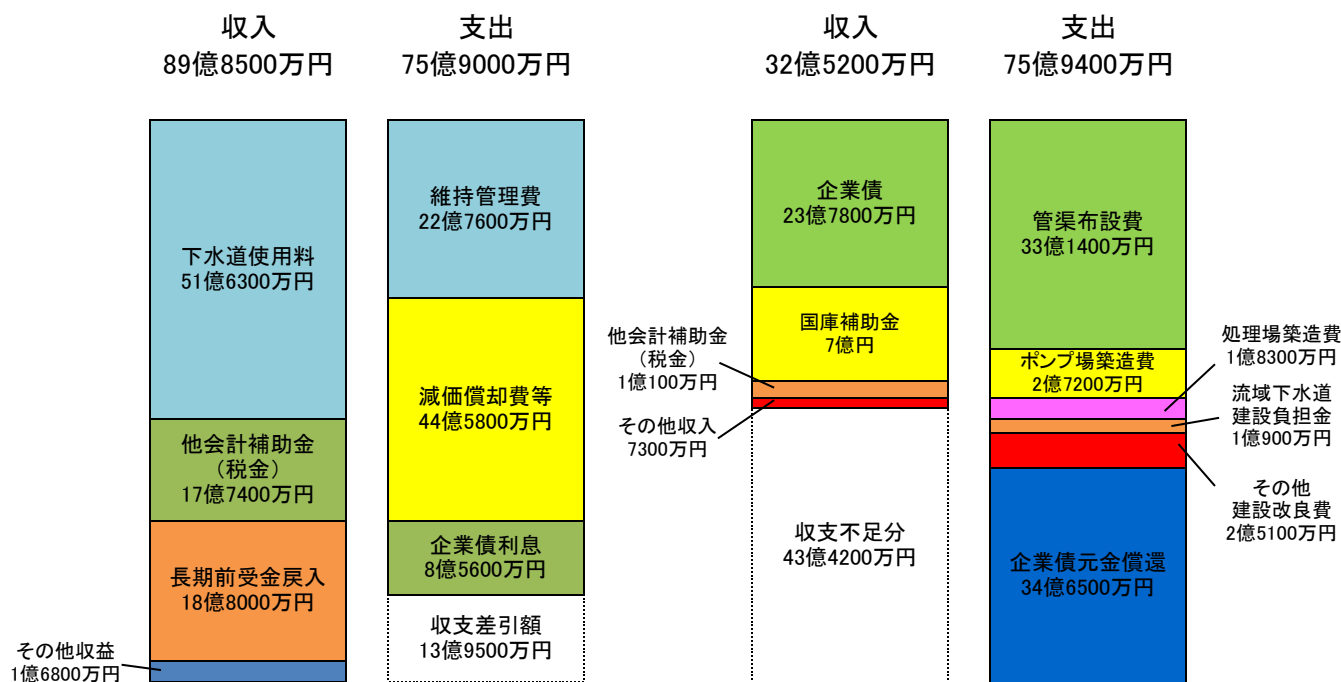 収入
89億8500万円
支出
75億9000万円
収入
32億5200万円
支出
75億9400万円
下水道使用料
51億6300万円
他会計補助金
（税金）
17億7400万円
長期前受金戻入
18億8000万円
その他収益
1億6800万円
維持管理費
22億7600万円
減価償却費等
44億5800万円
企業債利息
8億5600万円
収支差引額
13億9500万円
企業債
23億7800万円
国庫補助金
7億円
他会計補助金
（税金）
1億100万円
その他収入
7300万円
収支不足分
43億4200万円
管渠布設費
33億1400万円
ポンプ場築造費
2億7200万円
処理場築造費
1億8300万円
流域下水道
建設負担金
1億900万円
その他
建設改良費
2億5100万円
企業債元金償還
34億6500万円